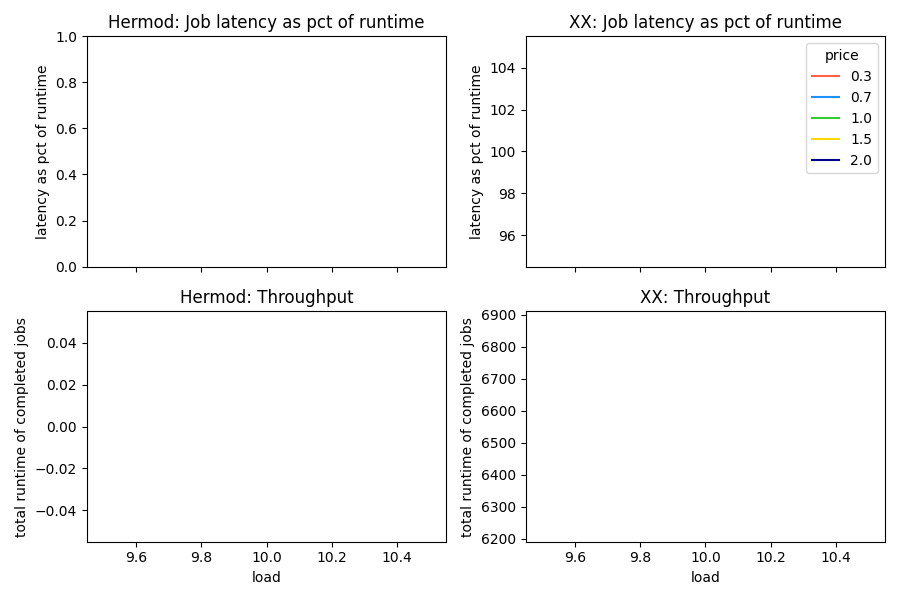 Hermod: Job latency as pct of runtime
latency as pct of runtime
1.0
0.8
0.6
0.4
0.2
0.0
XX: Job latency as pct of runtime
latency as pct of runtime
104
102
100
98
96
price
0.3
0.7
1.0
1.5
2.0
Hermod: Throughput
total runtime of completed jobs
0.04
0.02
0.00
−0.02
−0.04
9.6 9.8 10.0 10.2 10.4
load
XX: Throughput
total runtime of completed jobs
6900
6800
6700
6600
6500
6400
6300
6200
9.6 9.8 10.0 10.2 10.4
load